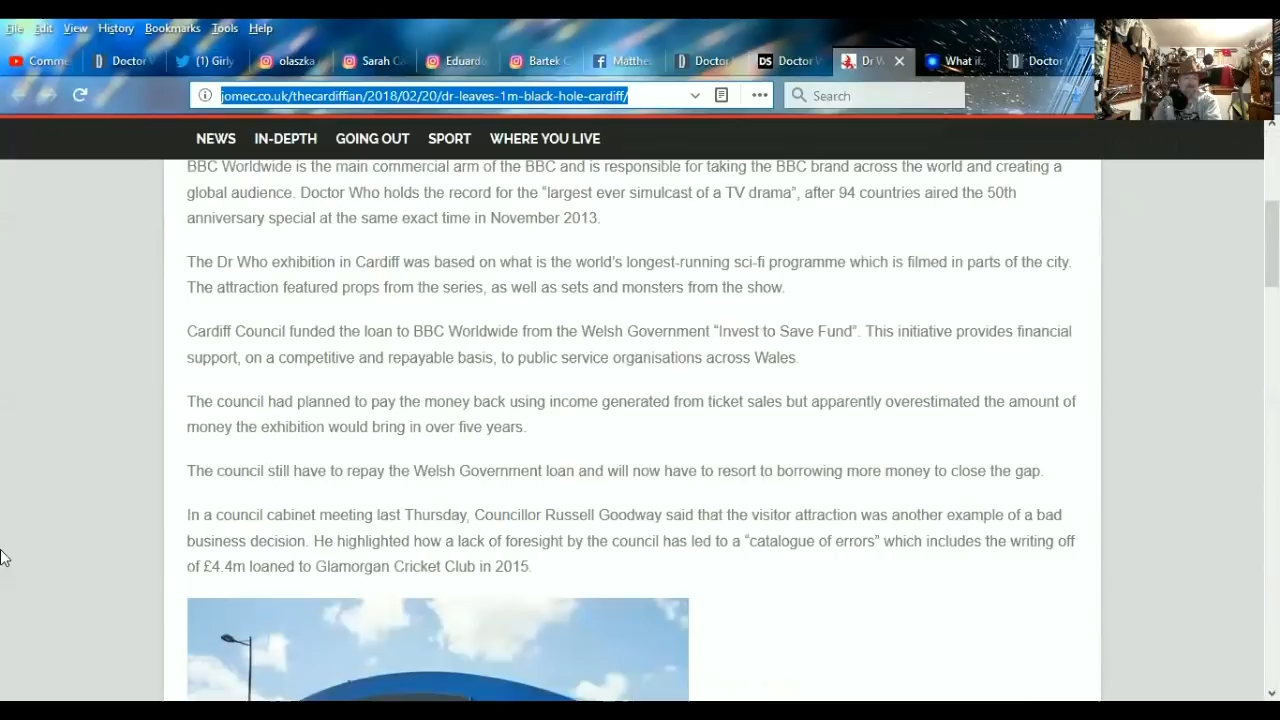 File Edit View History Bookmarks Tools Help
Comme Doctor (1) Girly olaszka Sarah C Eduard Bartek C Matthe Doctor DS Doctor Dr W What if Doctor
jomec.co.uk/thecardiffian/2018/02/20/dr-leaves-1m-black-hole-cardiff/ Search
NEWS IN-DEPTH GOING OUT SPORT WHERE YOU LIVE
BBC Worldwide is the main commercial arm of the BBC and is responsible for taking the BBC brand across the world and creating a
global audience. Doctor Who holds the record for the “largest ever simulcast of a TV drama”, after 94 countries aired the 50th
anniversary special at the same exact time in November 2013.
The Dr Who exhibition in Cardiff was based on what is the world’s longest-running sci-fi programme which is filmed in parts of the city.
The attraction featured props from the series, as well as sets and monsters from the show.
Cardiff Council funded the loan to BBC Worldwide from the Welsh Government “Invest to Save Fund”. This initiative provides financial
support, on a competitive and repayable basis, to public service organisations across Wales.
The council had planned to pay the money back using income generated from ticket sales but apparently overestimated the amount of
money the exhibition would bring in over five years.
The council still have to repay the Welsh Government loan and will now have to resort to borrowing more money to close the gap.
In a council cabinet meeting last Thursday, Councillor Russell Goodway said that the visitor attraction was another example of a bad
business decision. He highlighted how a lack of foresight by the council has led to a “catalogue of errors” which includes the writing off
of £4.4m loaned to Glamorgan Cricket Club in 2015.